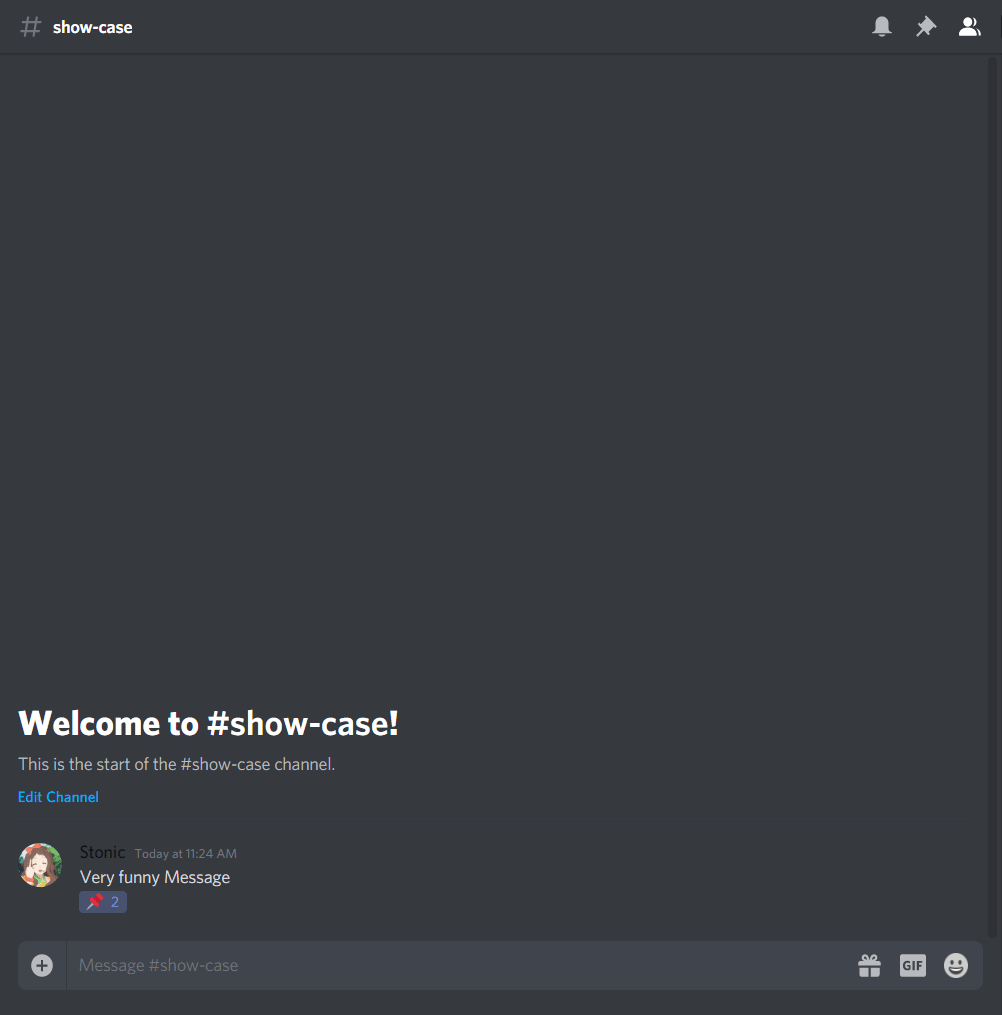 show-case
Welcome to #show-case!
This is the start of the #show-case channel.
Edit Channel
Stonic Today at 11:24 AM
Very funny Message
2
Message #show-case
GIF